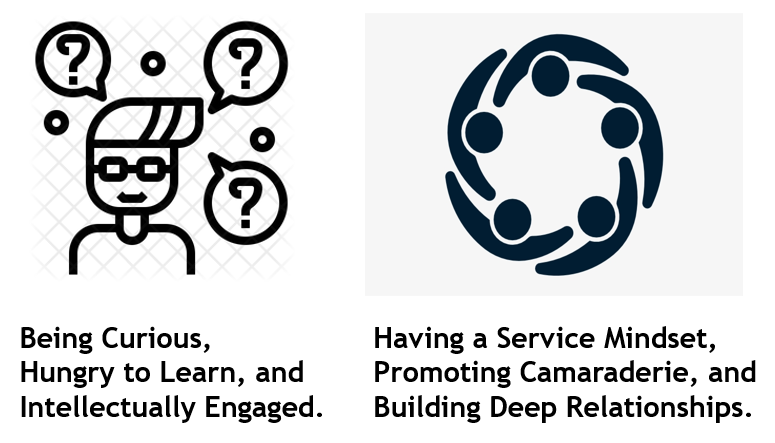 ?
?
?
Being Curious,
Hungry to Learn, and
Intellectually Engaged.
Having a Service Mindset,
Promoting Camaraderie, and
Building Deep Relationships.